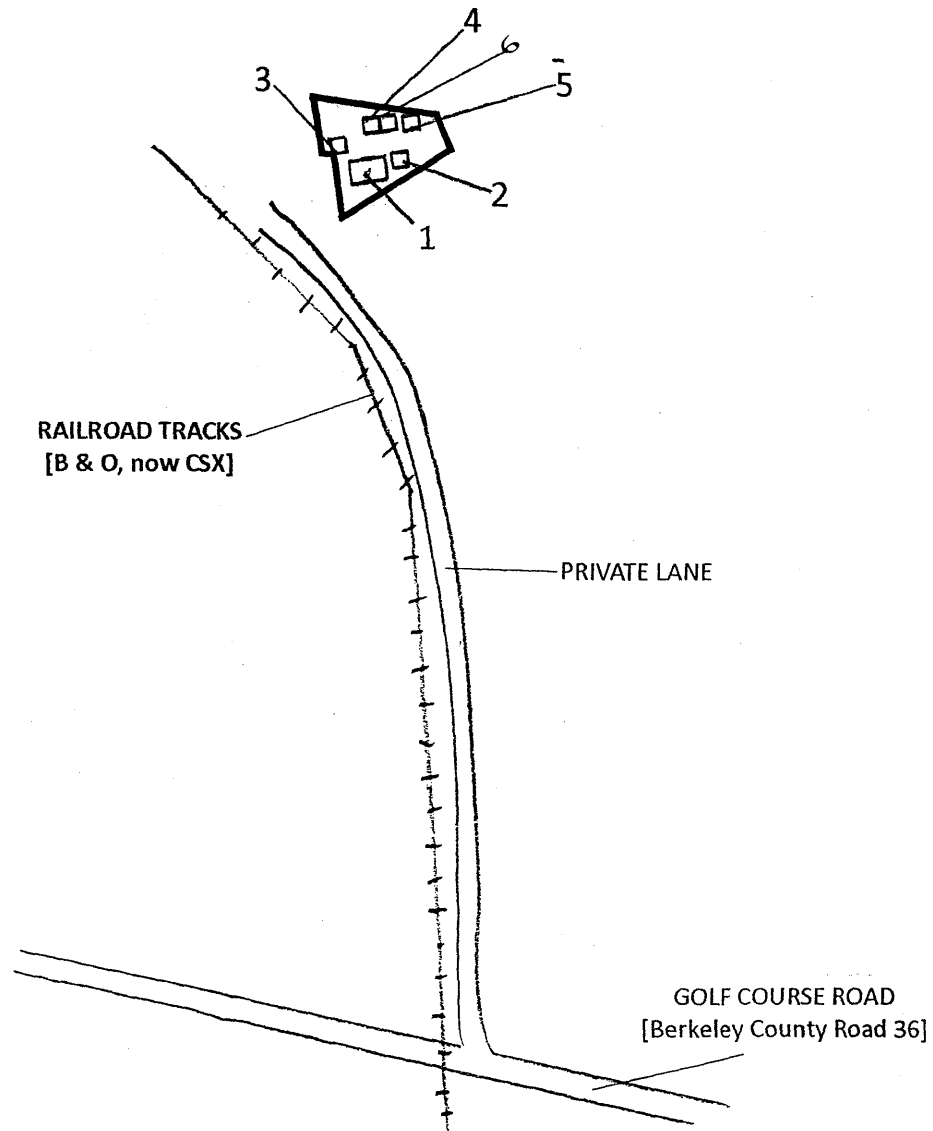 4
6
3
5
2
1
RAILROAD TRACKS
[B & O, now CSX]
PRIVATE LANE
GOLF COURSE ROAD
[Berkeley County Road 36]